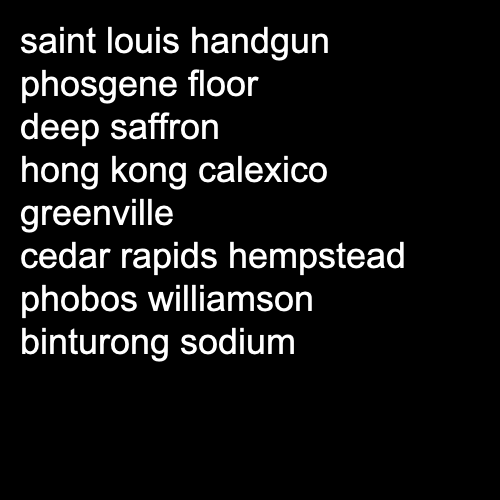 saint louis handgun
phosgene floor
deep saffron
hong kong calexico
greenville
cedar rapids hempstead
phobos williamson
binturong sodium